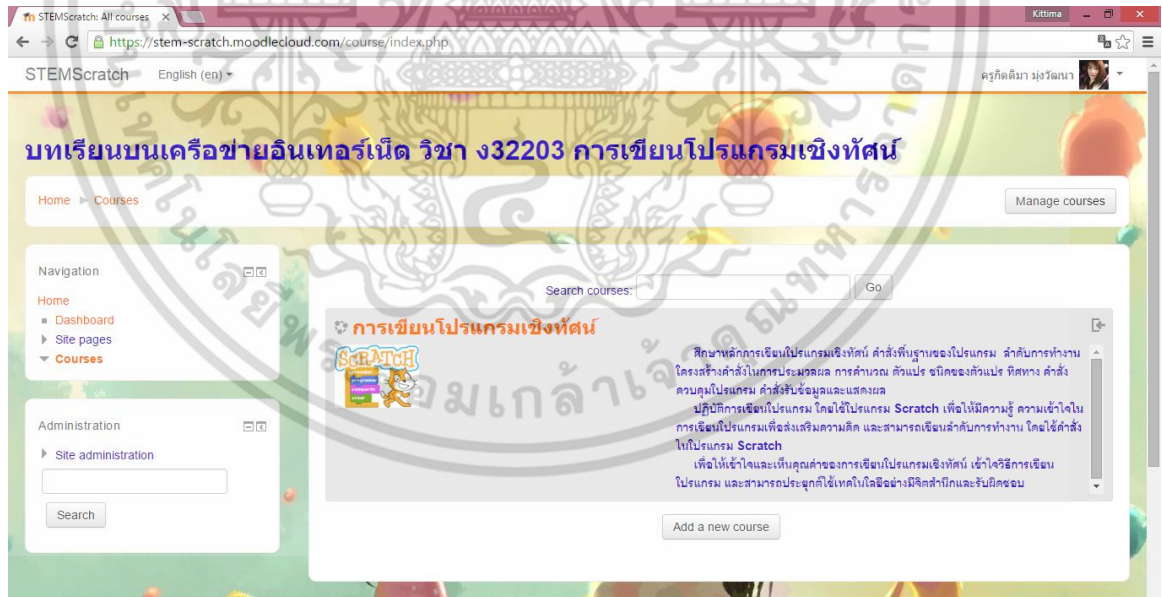 STEMScratch: All courses
Kittima
https://stem-scratch.moodlecloud.com/course/index.php
STEMScratch English (en)
ครูกิตติมา มุ่งวัฒนา
บทเรียนบนเครือข่ายอินเทอร์เน็ต วิชา ง32203 การเขียนโปรแกรมเชิงทัศน์
Home Courses
Manage courses
Navigation
Home
Dashboard
Site pages
Courses
Administration
Site administration
Search
Search courses:
Go
การเขียนโปรแกรมเชิงทัศน์
SCRATCH
ศึกษาหลักการเขียนโปรแกรมเชิงทัศน์ คำสั่งพื้นฐานของโปรแกรม ลำดับการทำงาน
โครงสร้างคำสั่งในการประมวลผล การคำนวณ ตัวแปร ชนิดของตัวแปร ทิศทาง คำสั่ง
ควบคุมโปรแกรม คำสั่งรับข้อมูลและแสดงผล
ปฏิบัติการเขียนโปรแกรม โดยใช้โปรแกรม Scratch เพื่อให้มีความรู้ ความเข้าใจใน
การเขียนโปรแกรมเพื่อส่งเสริมความคิด และสามารถเขียนลำดับการทำงาน โดยใช้คำสั่ง
ในโปรแกรม Scratch
เพื่อให้เข้าใจและเห็นคุณค่าของการเขียนโปรแกรมเชิงทัศน์ เข้าใจวิธีการเขียน
โปรแกรม และสามารถประยุกต์ใช้เทคโนโลยีอย่างมีจิตสำนึกและรับผิดชอบ
Add a new course